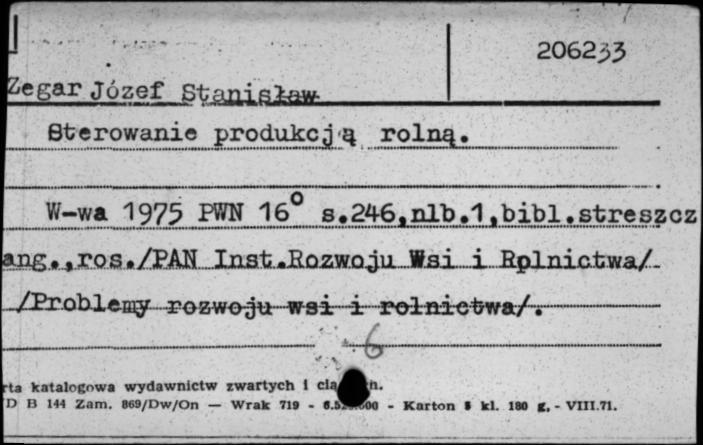 206233
Zegar Józef Stanisław
Sterowanie produkcją rolną.
W-wa 1975 PWN 16° s.246,nlb.1,bibl.streszcz
ang.,ros./PAN Inst.Rozwoju Wsi i Rplnictwa/
/Problemy rozwoju wsi i rolnictwa/.
6
rta katalogowa wydawnictw zwartych i
D B 144 Zam. 869/Dw/On — Wrak 719 - - Karton kl. 180 g, - VIII.71.